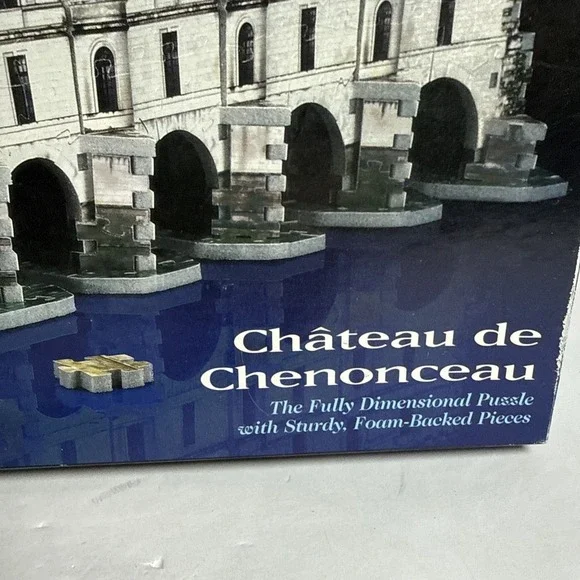 Château de
Chenonceau
The Fully Dimensional Puzzle
with Sturdy, Foam-Backed Pieces